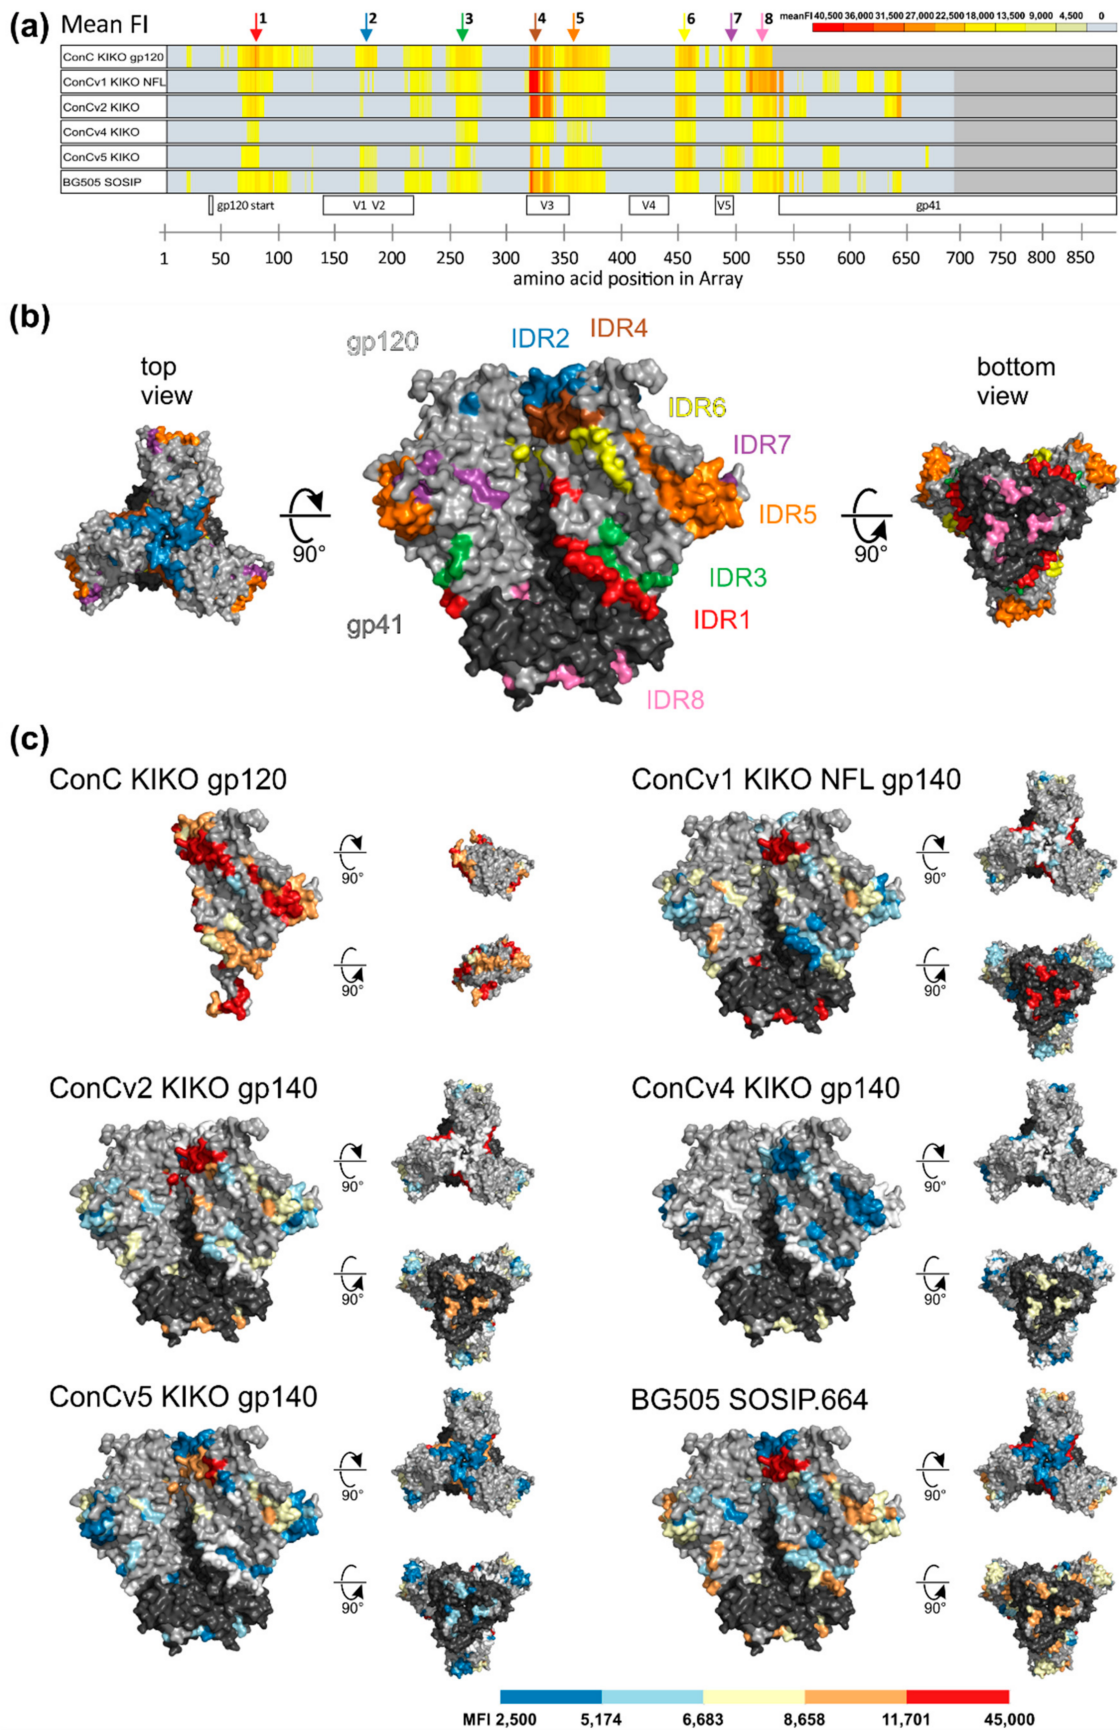 (a) Mean FI
1 2 3 4 5 6 7 8
meanFI 40,500 36,000 31,500 27,000 22,500 18,000 13,500 9,000 4,500 0
ConC KIKO gp120
ConCv1 KIKO NFL
ConCv2 KIKO
ConCv4 KIKO
ConCv5 KIKO
BG505 SOSIP
gp120 start V1 V2 V3 V4 V5 gp41
1 50 100 150 200 250 300 350 400 450 500 550 600 650 700 750 800 850
amino acid position in Array
(b)
gp120 IDR2 IDR4
top view
bottom view
IDR6
IDR7
IDR5
90° 90°
IDR3
gp41 IDR1
IDR8
(c)
ConC KIKO gp120 ConCv1 KIKO NFL gp140
90° 90°
90° 90°
ConCv2 KIKO gp140 ConCv4 KIKO gp140
90° 90°
90° 90°
ConCv5 KIKO gp140 BG505 SOSIP.664
90° 90°
90° 90°
MFI 2,500 5,174 6,683 8,658 11,701 45,000